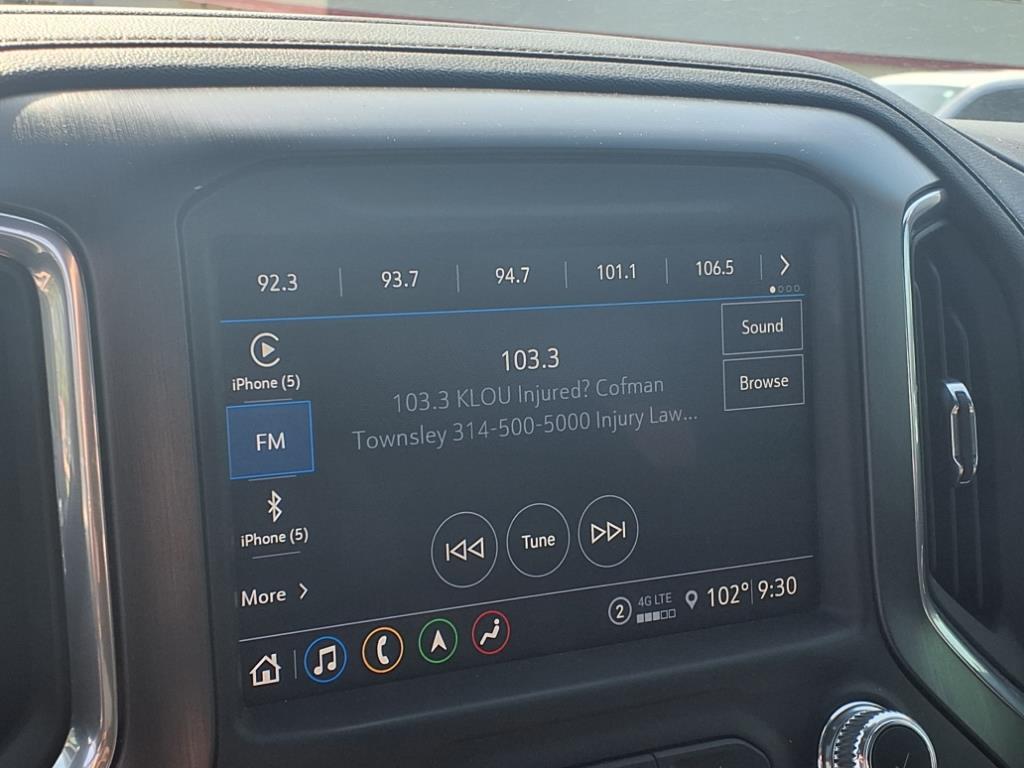 92.3 93.7 94.7 101.1 106.5
Sound
iPhone (5)
103.3
Browse
103.3 KLOU Injured? Cofman
Townsley 314-500-5000 Injury Law...
FM
iPhone (5)
Tune
More
2 4G LTE 102° 9:30